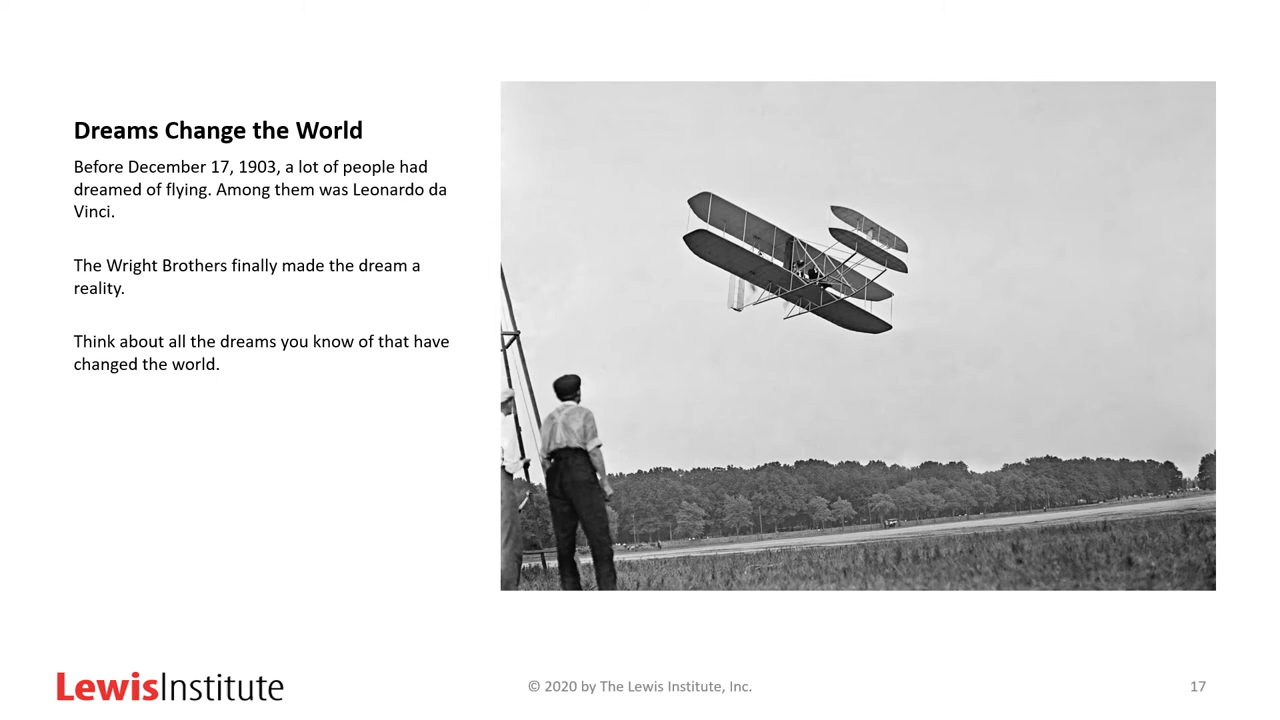 Dreams Change the World
Before December 17, 1903, a lot of people had
dreamed of flying. Among them was Leonardo da
Vinci.
The Wright Brothers finally made the dream a
reality.
Think about all the dreams you know of that have
changed the world.
LewisInstitute
© 2020 by The Lewis Institute, Inc.
17